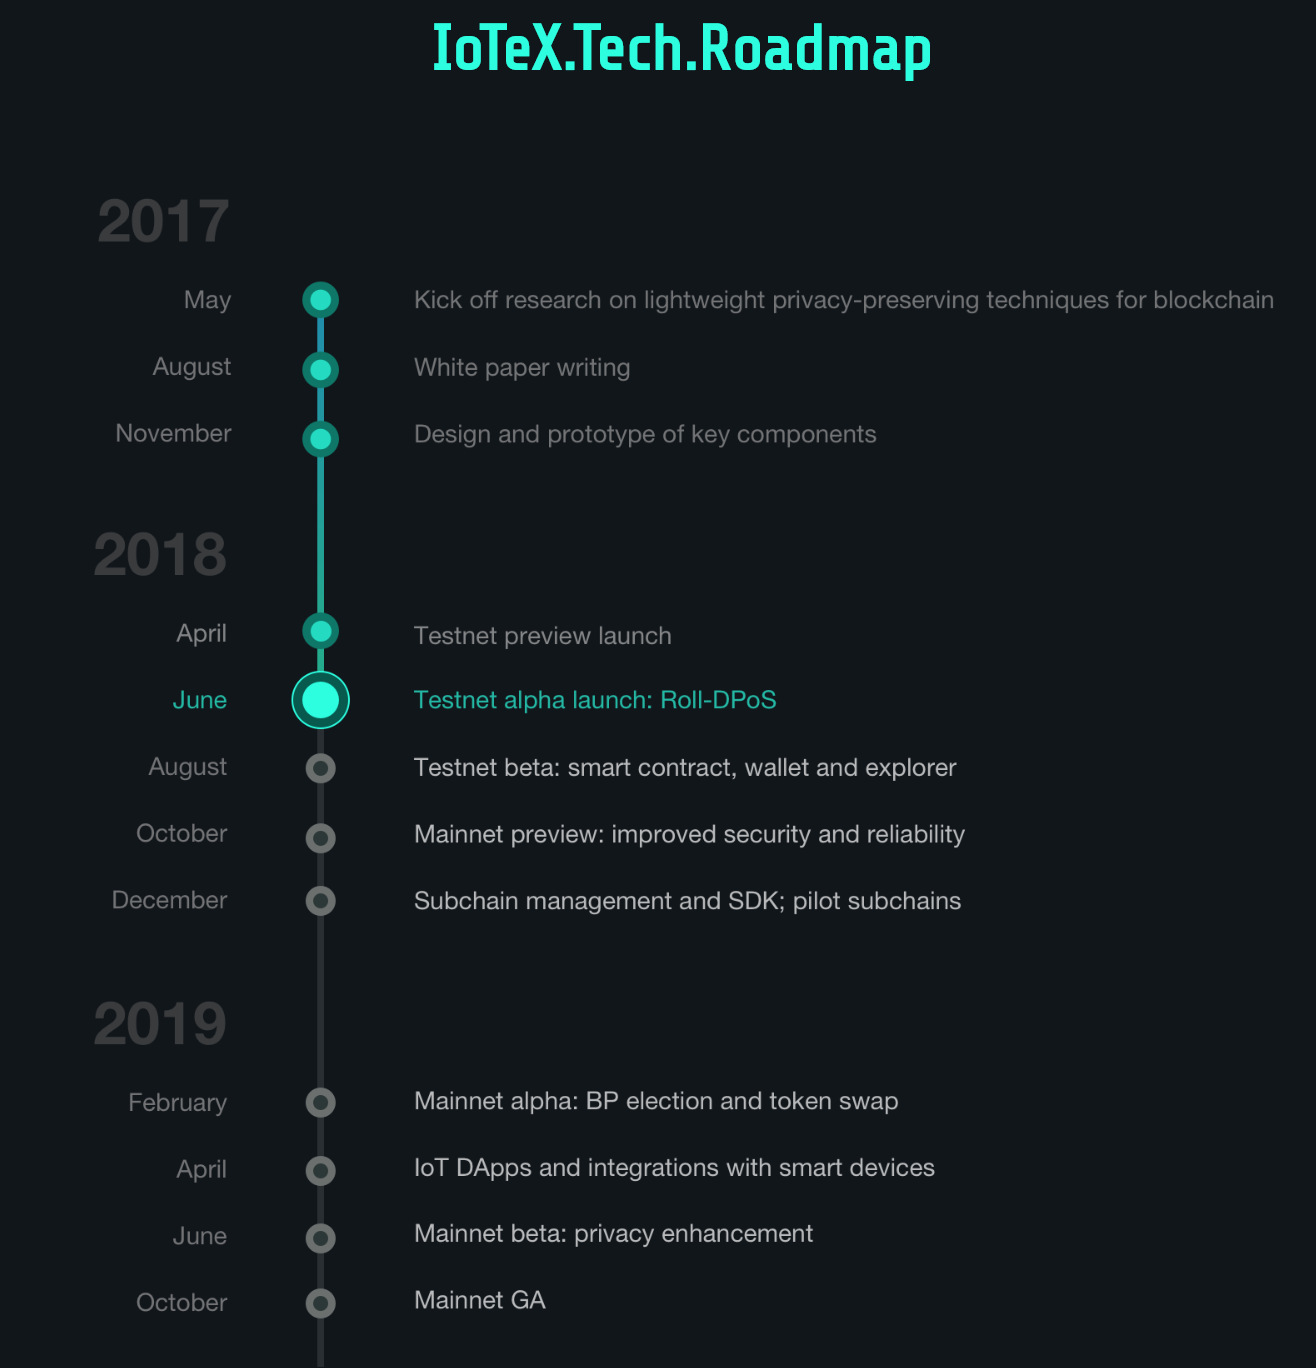 IoTeX.Tech.Roadmap
2017
May Kick off research on lightweight privacy-preserving techniques for blockchain
August White paper writing
November Design and prototype of key components
2018
April Testnet preview launch
June Testnet alpha launch: Roll-DPoS
August Testnet beta: smart contract, wallet and explorer
October Mainnet preview: improved security and reliability
December Subchain management and SDK; pilot subchains
2019
February Mainnet alpha: BP election and token swap
April IoT DApps and integrations with smart devices
June Mainnet beta: privacy enhancement
October Mainnet GA